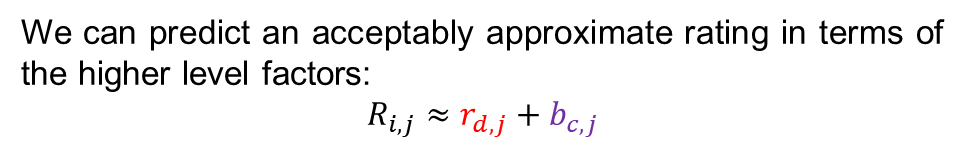 We can predict an acceptably approximate rating in terms of
the higher level factors:
R_{i,j} ≈ r_{d,j} + b_{c,j}